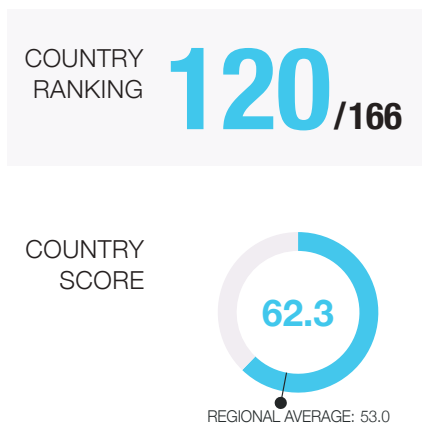 COUNTRY
RANKING
120/166
COUNTRY
SCORE
62.3
REGIONAL AVERAGE: 53.0